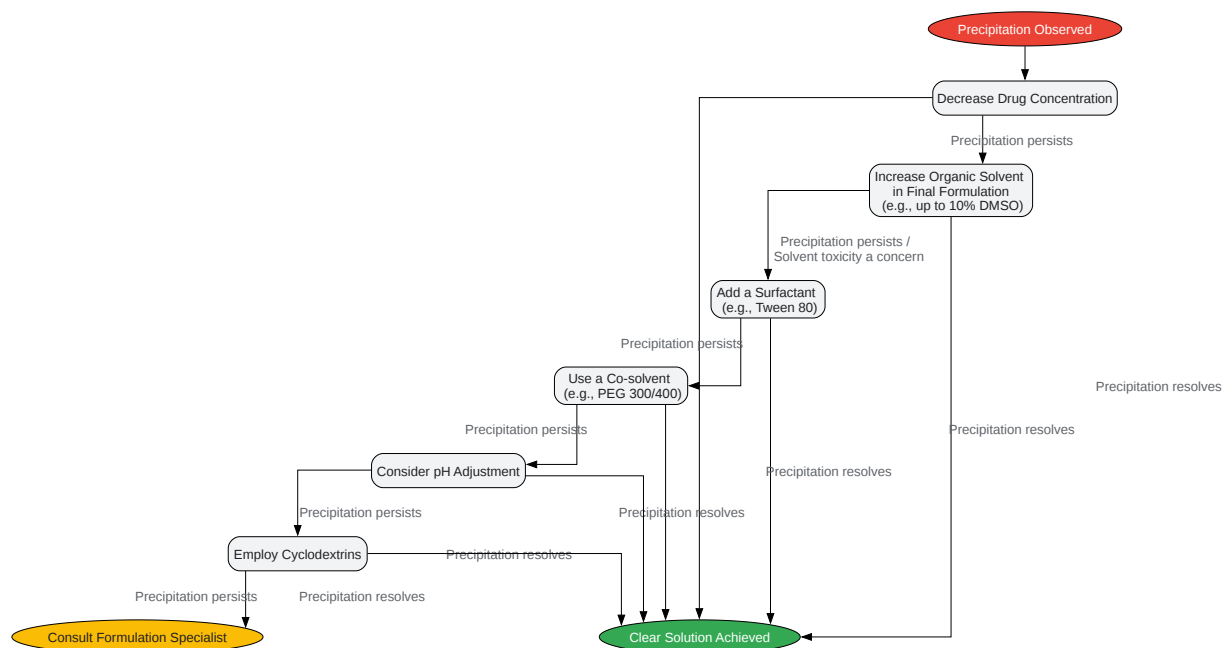 Precipitation Observed
Decrease Drug Concentration
Precipitation persists
Increase Organic Solvent
in Final Formulation
(e.g., up to 10% DMSO)
Precipitation persists /
Solvent toxicity a concern
Add a Surfactant
(e.g., Tween 80)
Precipitation persists
Use a Co-solvent
(e.g., PEG 300/400)
Precipitation resolves
Precipitation persists
Precipitation resolves
Consider pH Adjustment
Precipitation resolves
Precipitation persists
Precipitation resolves
Employ Cyclodextrins
Precipitation resolves
Precipitation persists
Precipitation resolves
Consult Formulation Specialist
Clear Solution Achieved